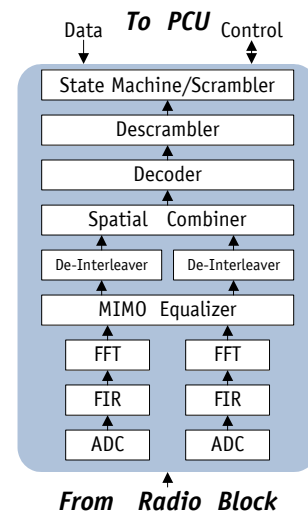 To PCU
Data
Control
State Machine/Scrambler
Descrambler
Decoder
Spatial Combiner
De-Interleaver
De-Interleaver
MIMO Equalizer
FFT
FFT
FIR
FIR
ADC
ADC
From Radio Block